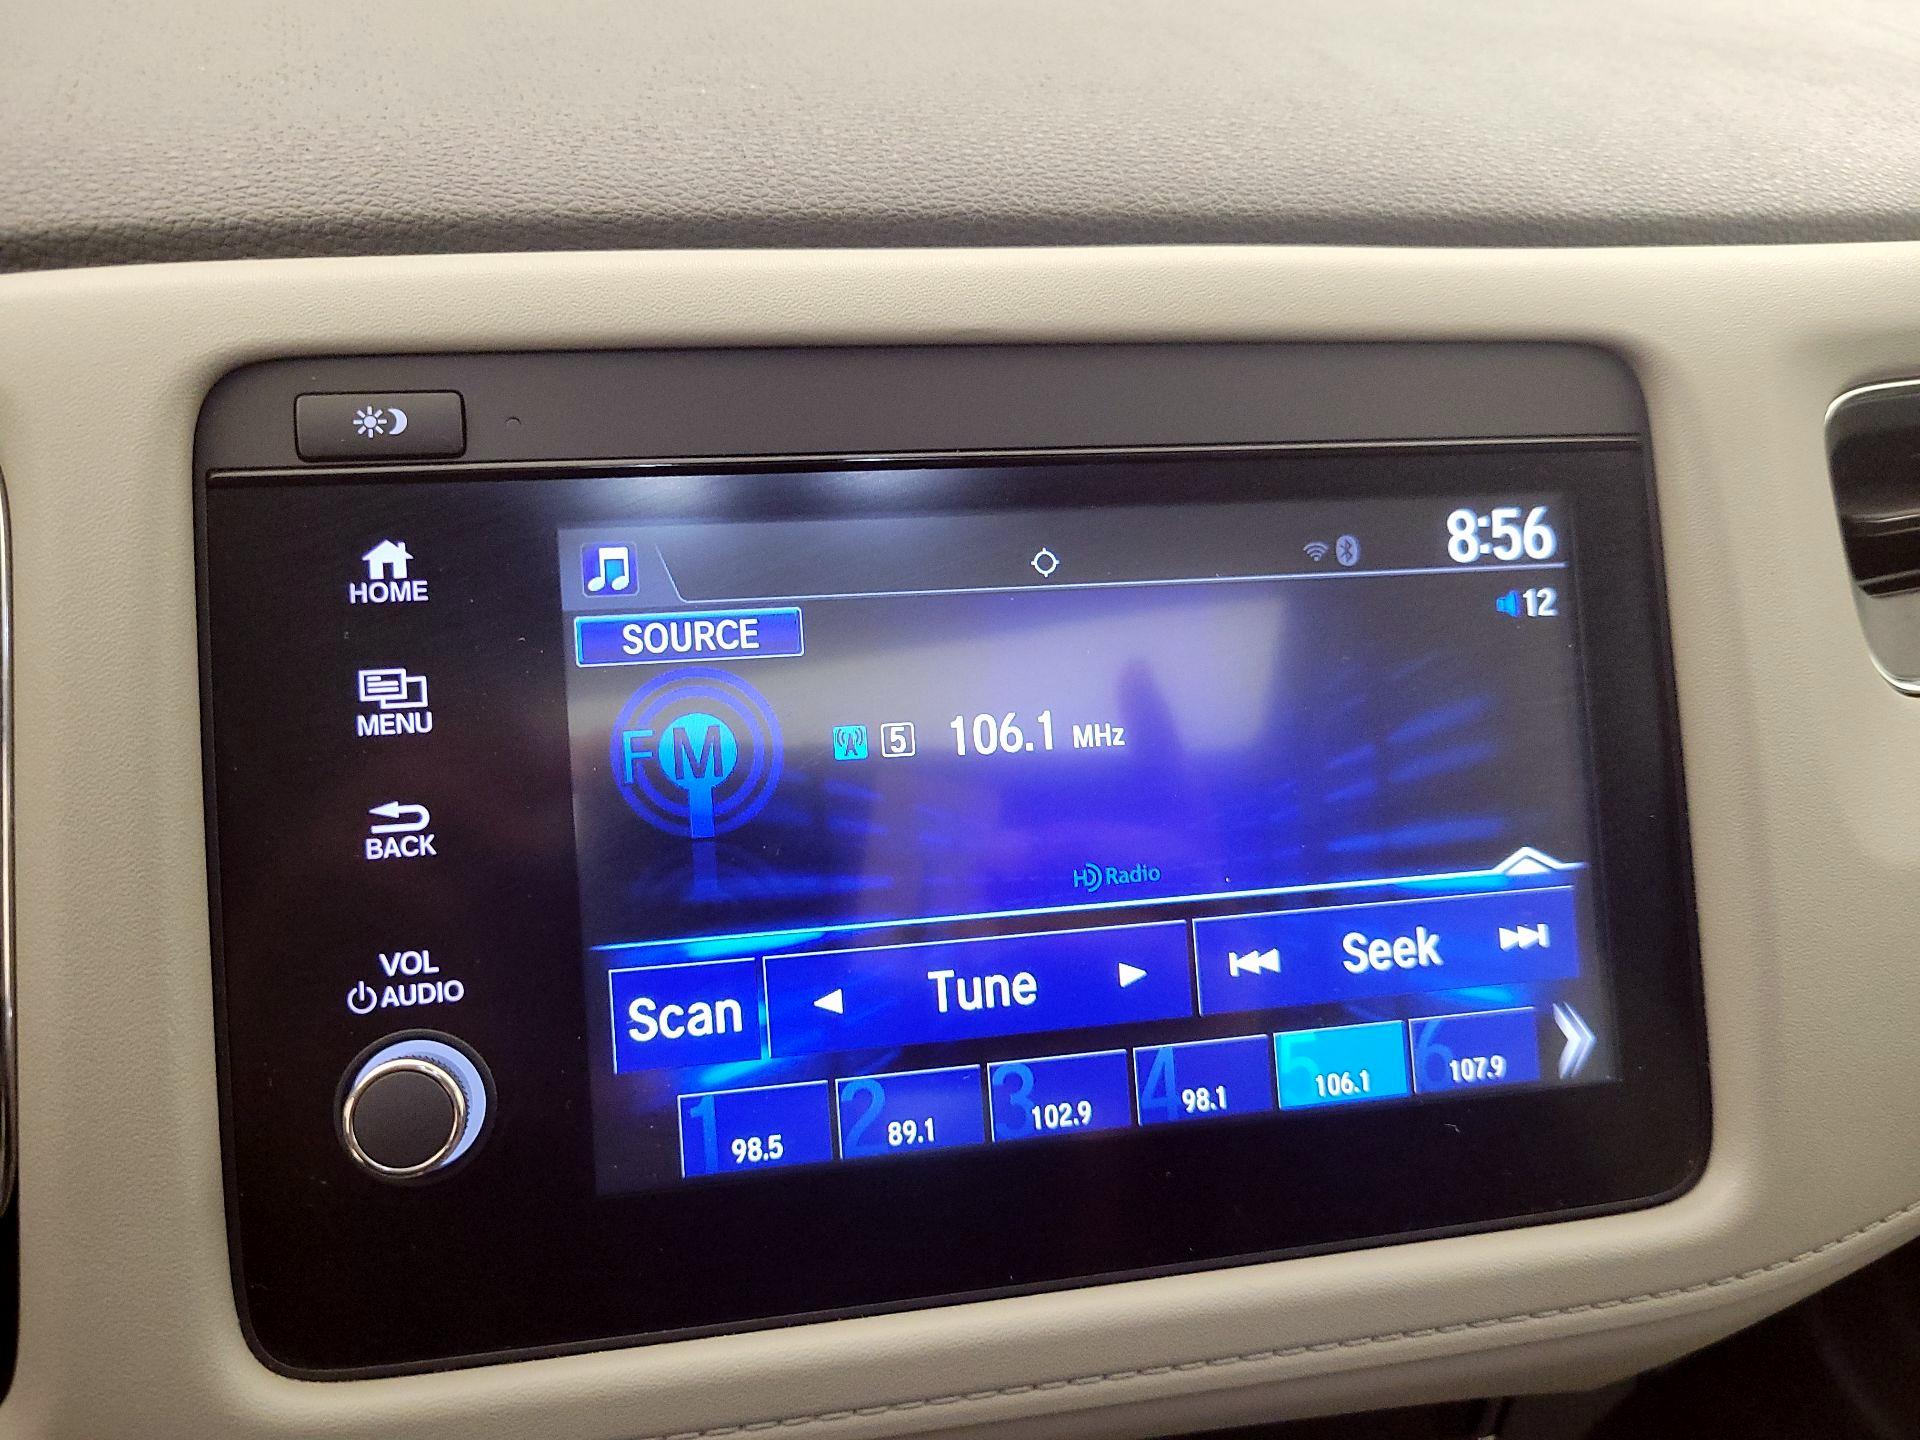 HOME
MENU
BACK
VOL
AUDIO
8:56
12
SOURCE
FM
5 106.1 MHz
HD Radio
Scan Tune Seek
1 98.5
2 89.1
3 102.9
4 98.1
5 106.1
6 107.9